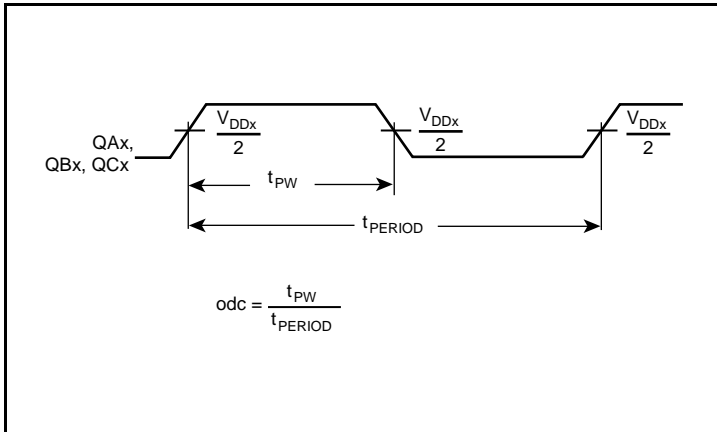 QAx,
QBx, QCx
VDDx
2
VDDx
2
VDDx
2
tPW
tPERIOD
odc = tPW
tPERIOD